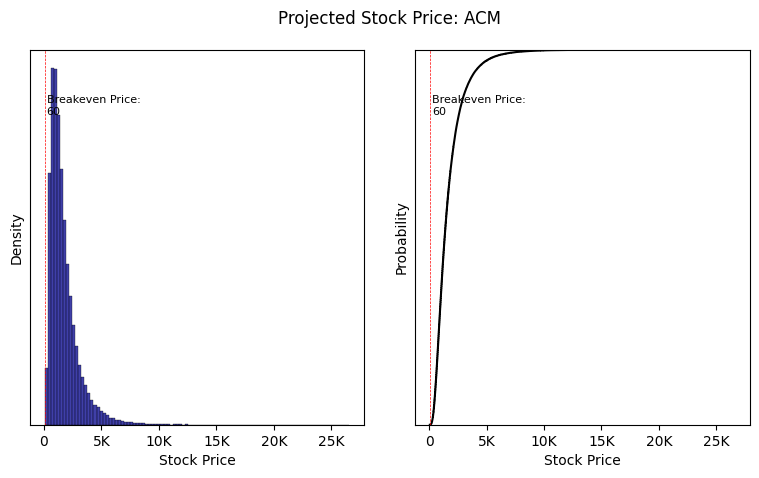 Projected Stock Price: ACM
Breakeven Price:
60
Density
0
5K
10K
15K
20K
25K
Stock Price
Breakeven Price:
60
Probability
0
5K
10K
15K
20K
25K
Stock Price